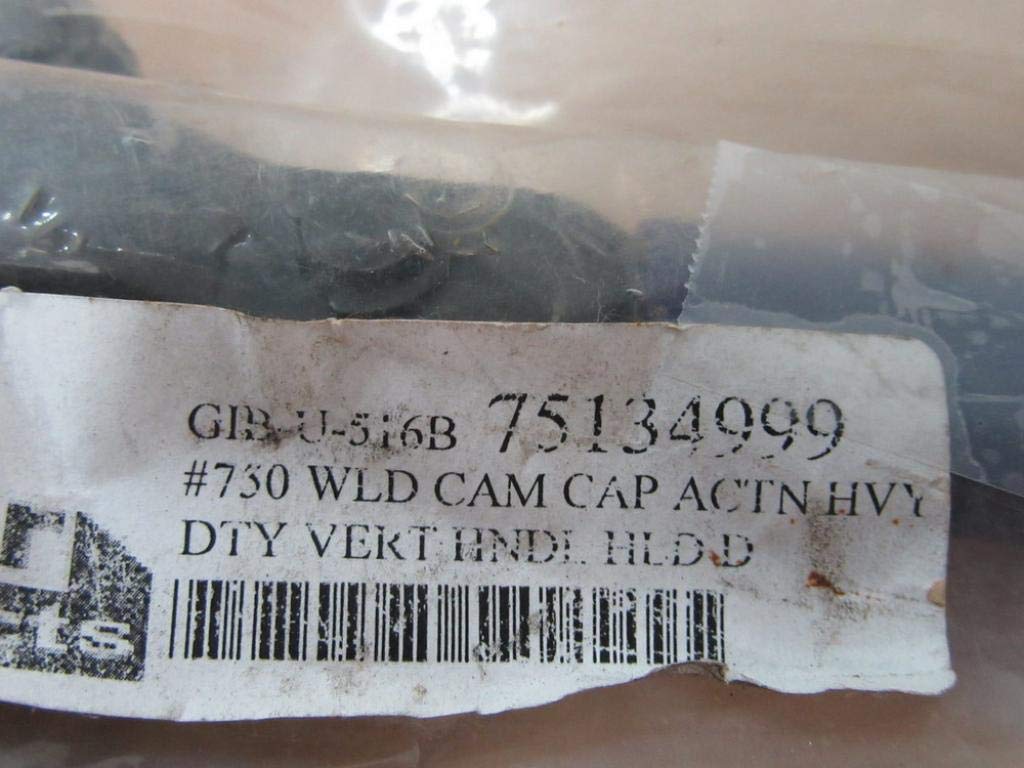 GIB-U-516B 75134999
#730 WLD CAM CAP ACTN HVY
DTY VERT HNDL HLD D